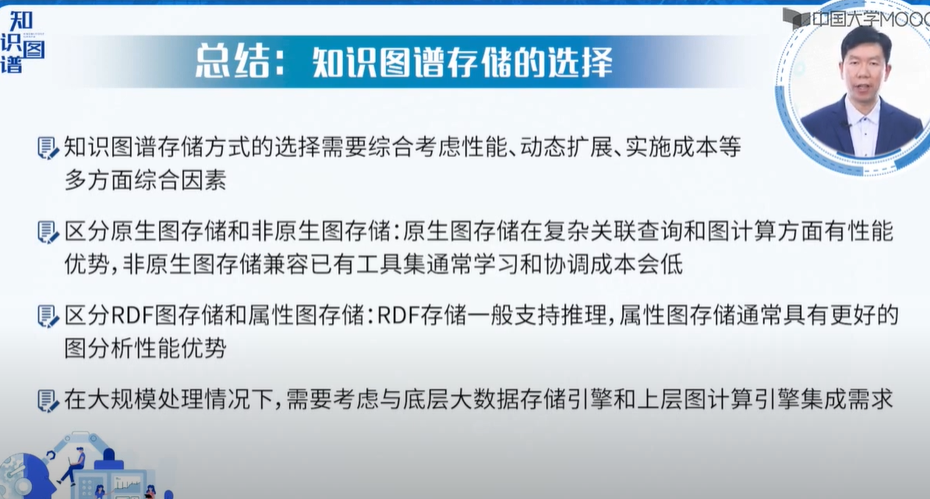 知识图谱
中国大学MOOC
总结：知识图谱存储的选择
知识图谱存储方式的选择需要综合考虑性能、动态扩展、实施成本等
多方面综合因素
区分原生图存储和非原生图存储：原生图存储在复杂关联查询和图计算方面有性能
优势，非原生图存储兼容已有工具集通常学习和协调成本会低
区分RDF图存储和属性图存储：RDF存储一般支持推理，属性图存储通常具有更好的
图分析性能优势
在大规模处理情况下，需要考虑与底层大数据存储引擎和上层图计算引擎集成需求